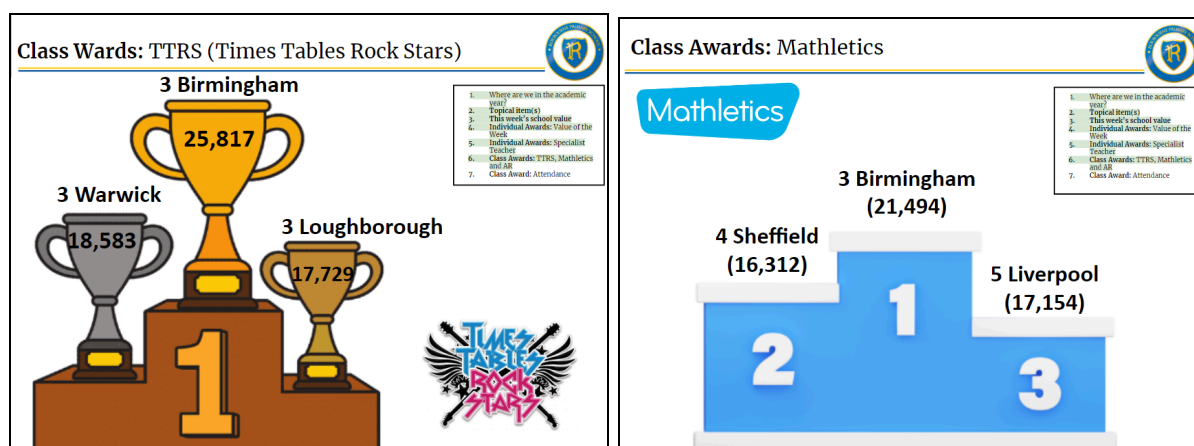 Class Wards: TTRS (Times Tables Rock Stars)
3 Birmingham
25,817
3 Warwick
18,583
3 Loughborough
17,729
1
1. Where are we in the academic
year?
2. Topical item(s)
3. This week's school value
4. Individual Awards: Value of the
Week
5. Individual Awards: Specialist
Teacher
6. Class Awards: TTRS, Mathletics
and AR
7. Class Award: Attendance
TIMES
TABLES
ROCK
STARS
Class Awards: Mathletics
Mathletics
1. Where are we in the academic
year?
2. Topical item(s)
3. This week's school value
4. Individual Awards: Value of the
Week
5. Individual Awards: Specialist
Teacher
6. Class Awards: TTRS, Mathletics
and AR
7. Class Award: Attendance
3 Birmingham
(21,494)
4 Sheffield
(16,312)
5 Liverpool
(17,154)
1
2
3